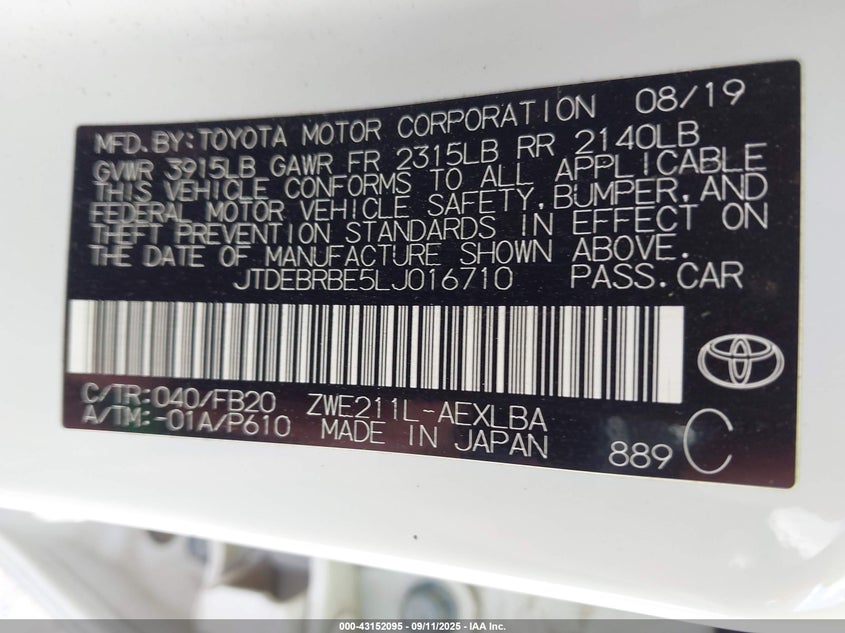 MFD.BY:TOYOTA MOTOR CORPORATION 08/19
GVWR 3915LB GAWR FR 2315LB RR 2140LB
THIS VEHICLE CONFORMS TO ALL APPLICABLE
FEDERAL MOTOR VEHICLE SAFETY,BUMPER,AND
THEFT PREVENTION STANDARDS IN EFFECT ON
THE DATE OF MANUFACTURE SHOWN ABOVE.
JTDEBRBE5LJ016710 PASS.CAR
C/TR:040/FB20 ZWE211L-AEXLBA
A/TM:-01A/P610 MADE IN JAPAN 889 C
000-43152095 - 09/11/2025 - IAA Inc.